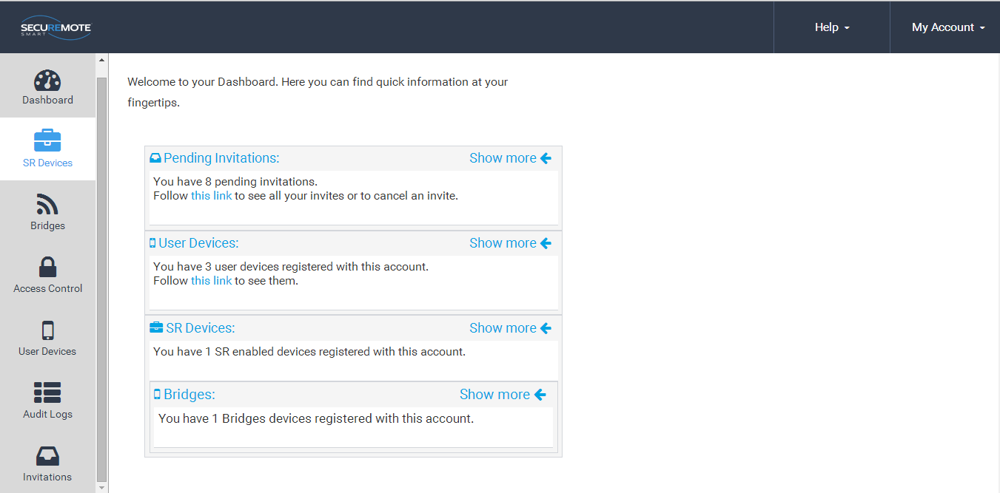 SECUREMOTE
SMART
Help
My Account
Dashboard
SR Devices
Bridges
Access Control
User Devices
Audit Logs
Invitations
Welcome to your Dashboard. Here you can find quick information at your
fingertips.
Pending Invitations: Show more
You have 8 pending invitations.
Follow this link to see all your invites or to cancel an invite.
User Devices: Show more
You have 3 user devices registered with this account.
Follow this link to see them.
SR Devices: Show more
You have 1 SR enabled devices registered with this account.
Bridges: Show more
You have 1 Bridges devices registered with this account.